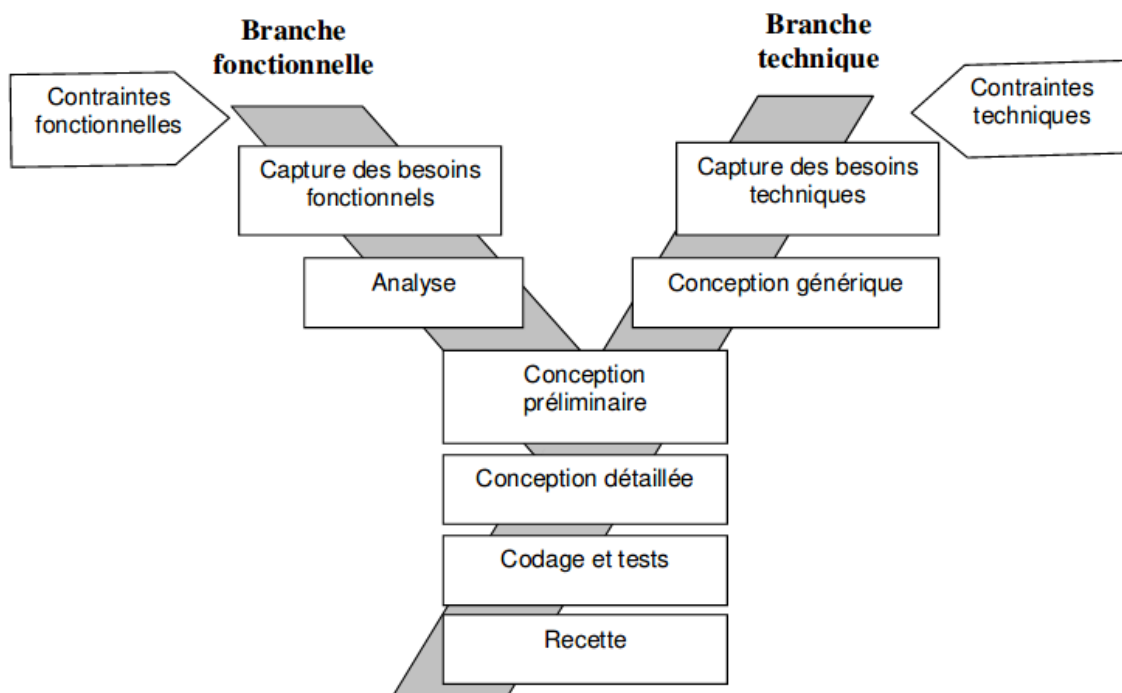 Branche
fonctionnelle
Branche
technique
Contraintes
fonctionnelles
Contraintes
techniques
Capture des besoins
fonctionnels
Capture des besoins
techniques
Analyse
Conception générique
Conception
préliminaire
Conception détaillée
Codage et tests
Recette